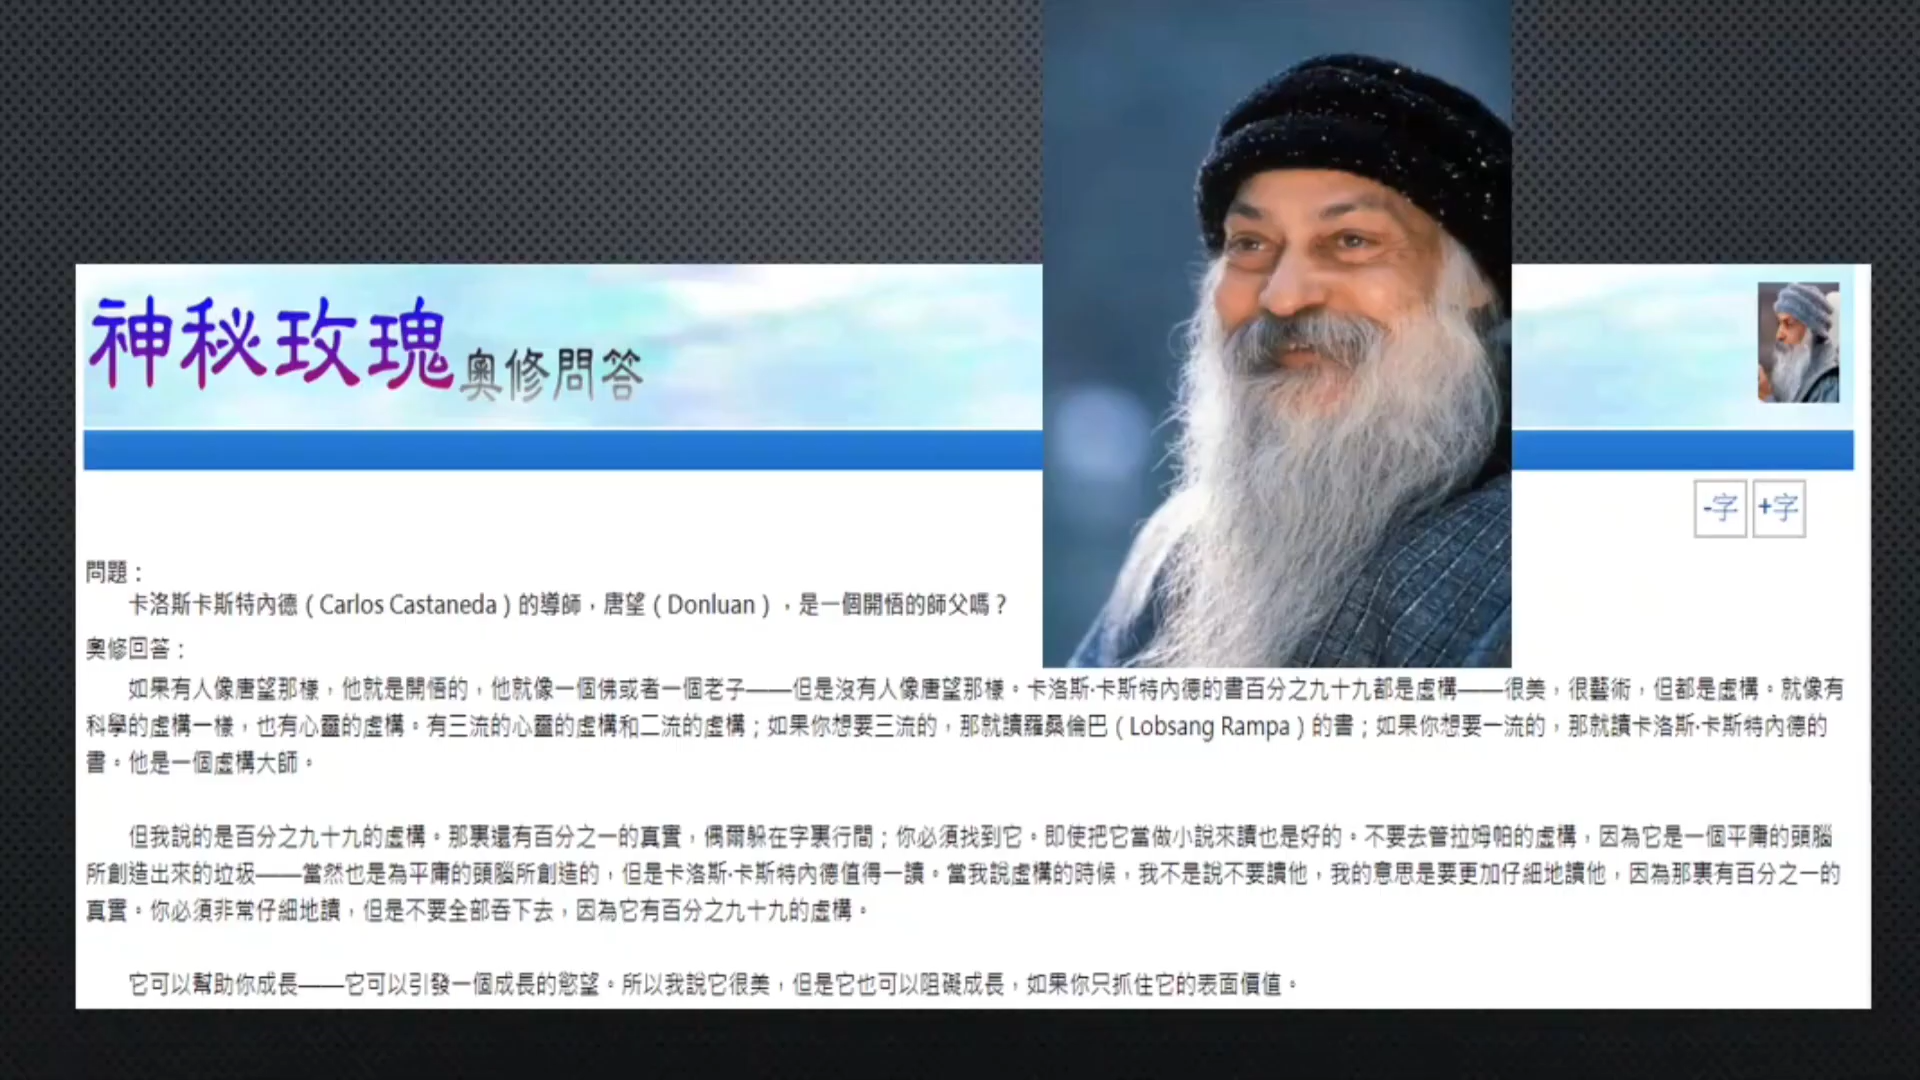 神秘玫瑰 奧修問答
-字 +字
問題：
卡洛斯卡斯特內德（Carlos Castaneda）的導師，唐望（Donluan），是一個開悟的師父嗎？
奧修回答：
如果有人像唐望那樣，他就是開悟的，他就像一個佛或者一個老子——但是沒有人像唐望那樣。卡洛斯·卡斯特內德的書百分之九十九都是虛構——很美，很藝術，但都是虛構。就像有
科學的虛構一樣，也有心靈的虛構。有三流的心靈的虛構和二流的虛構；如果你想要三流的，那就讀羅桑倫巴（Lobsang Rampa）的書；如果你想要一流的，那就讀卡洛斯·卡斯特內德的
書。他是一個虛構大師。
但我說的是百分之九十九的虛構。那裏還有百分之一的真實，偶爾躲在字裏行間；你必須找到它。即使把它當做小說來讀也是好的。不要去管拉姆帕的虛構，因為它是一個平庸的頭腦
所創造出來的垃圾——當然也是為平庸的頭腦所創造的，但是卡洛斯·卡斯特內德值得一讀。當我說虛構的時候，我不是說不要讀他，我的意思是要更加仔細地讀他，因為那裏有百分之一的
真實。你必須非常仔細地讀，但是不要全部吞下去，因為它有百分之九十九的虛構。
它可以幫助你成長——它可以引發一個成長的慾望。所以我說它很美，但是它也可以阻礙成長，如果你只抓住它的表面價值。